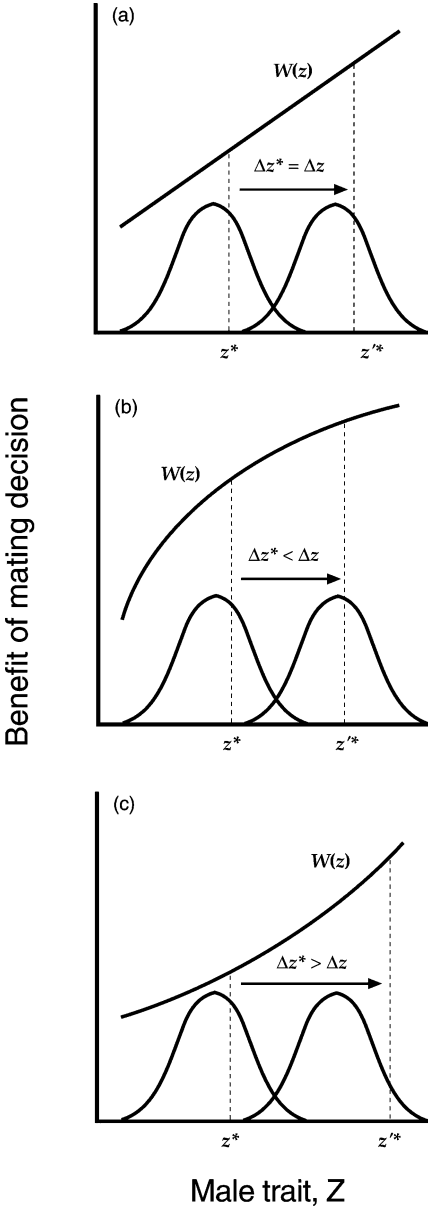 (a)
W(z)
Δz* = Δz
z*
z'*
(b)
W(z)
Δz* < Δz
z*
z'*
(c)
W(z)
Δz* > Δz
z*
z'*
Benefit of mating decision
Male trait, Z